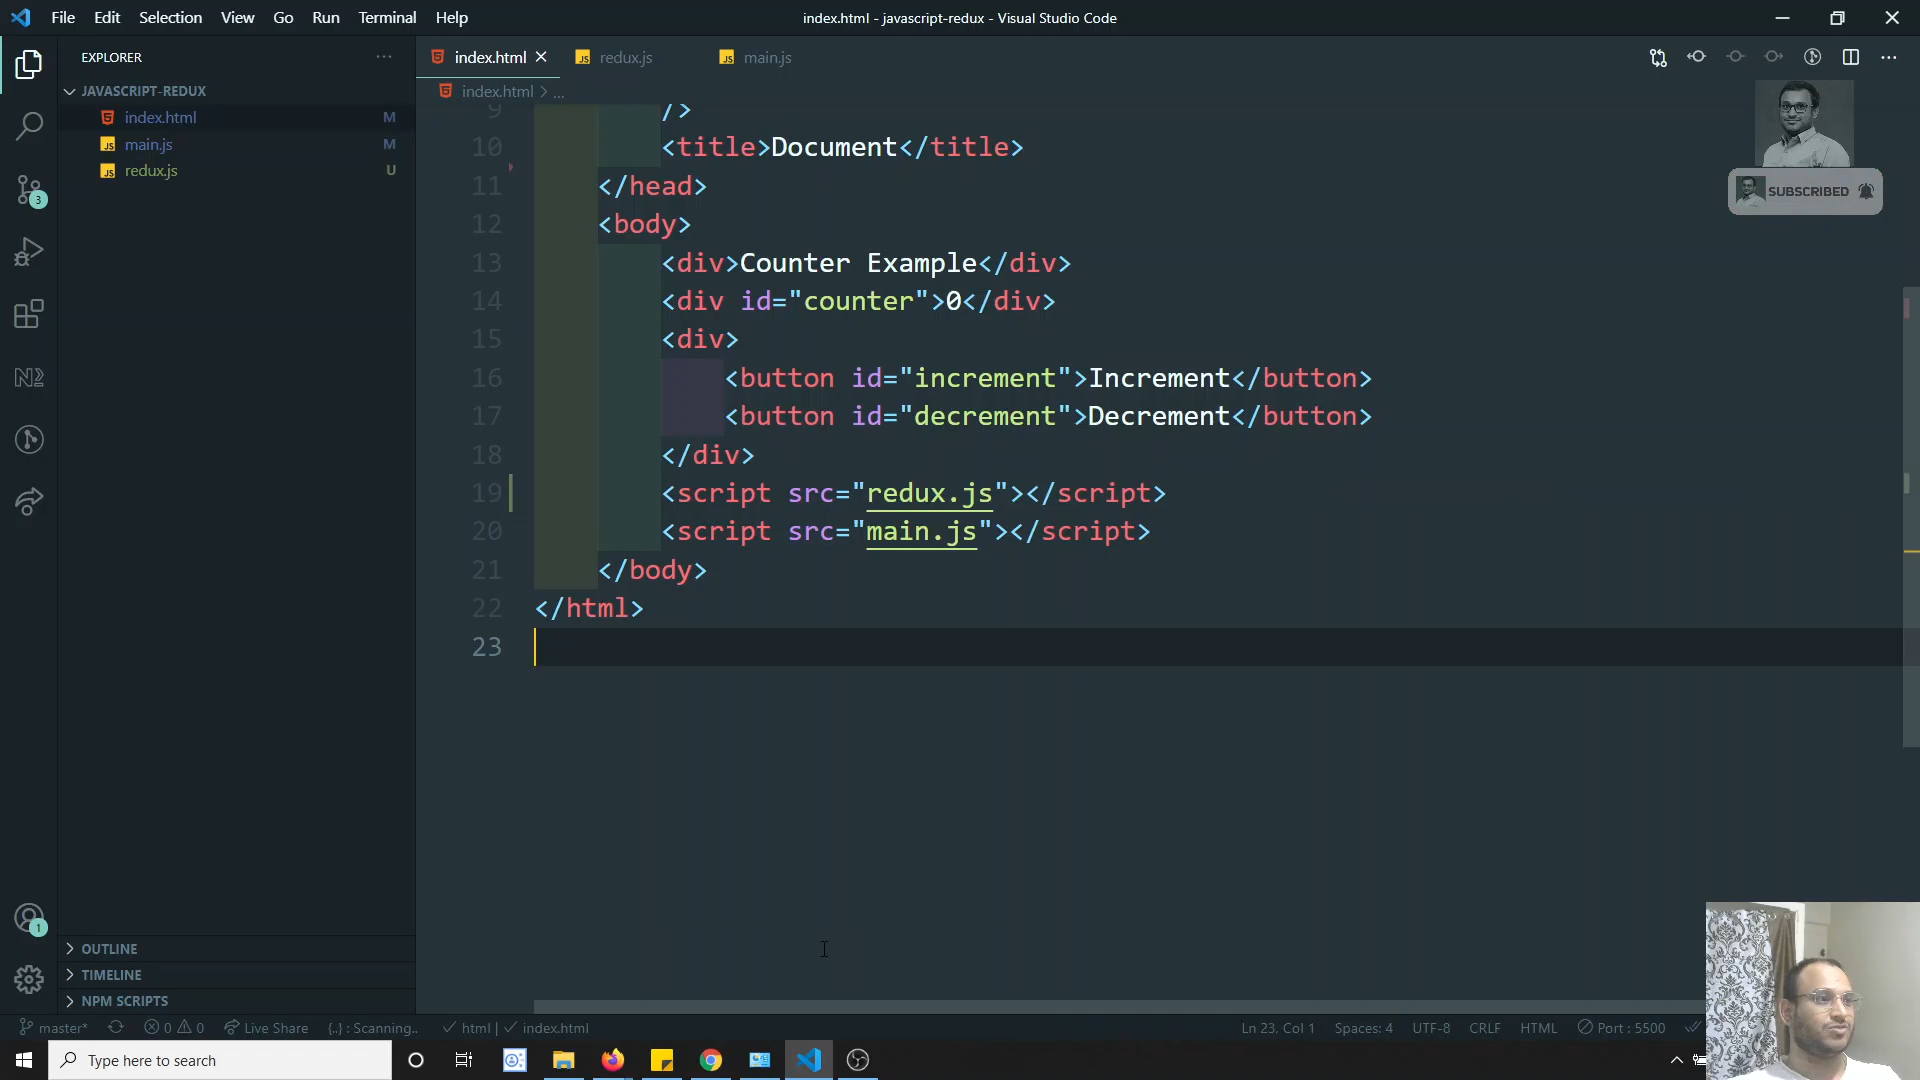 File Edit Selection View Go Run Terminal Help
index.html - javascript-redux - Visual Studio Code
EXPLORER
JAVASCRIPT-REDUX
index.html M
main.js M
redux.js U
OUTLINE
TIMELINE
NPM SCRIPTS
3
1
index.html redux.js main.js
index.html > ...
9 />
10 <title>Document</title>
11 </head>
12 <body>
13 <div>Counter Example</div>
14 <div id="counter">0</div>
15 <div>
16 <button id="increment">Increment</button>
17 <button id="decrement">Decrement</button>
18 </div>
19 <script src="redux.js"></script>
20 <script src="main.js"></script>
21 </body>
22 </html>
23
SUBSCRIBED
master* 0 0 Live Share {..} : Scanning.. html | index.html Ln 23, Col 1 Spaces: 4 UTF-8 CRLF HTML Port : 5500
Type here to search